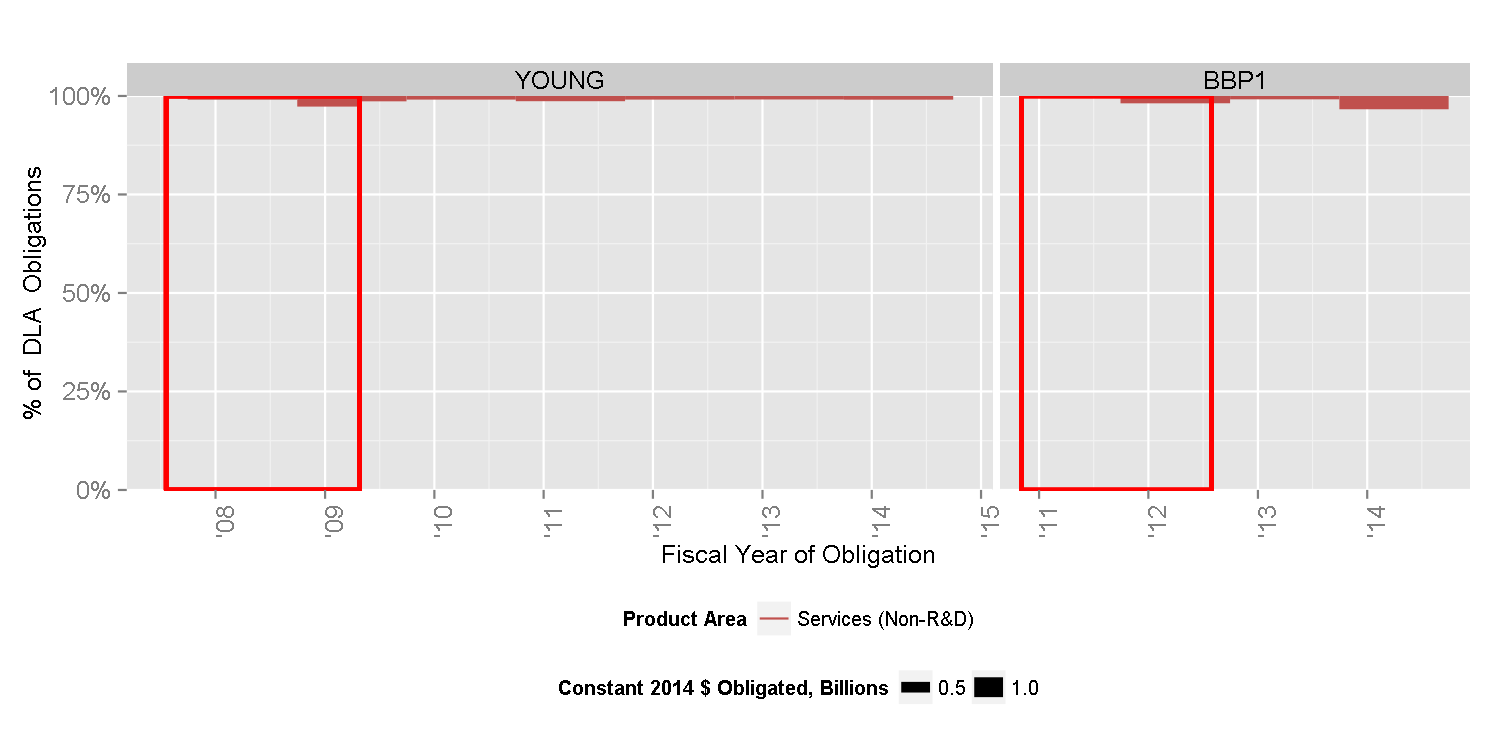 YOUNG
BBP1
100%
75%
50%
25%
0%
% of  DLA  Obligations
'08
'09
'10
'11
'12
'13
'14
'15
'11
'12
'13
'14
Fiscal Year of Obligation
Product Area
Services (Non-R&D)
Constant 2014 $ Obligated, Billions
0.5
1.0